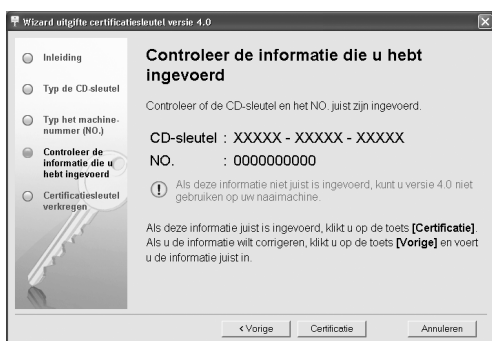 Wizard uitgifte certificatiesleutel versie 4.0
Inleiding
Typ de CD-sleutel
Typ het machine-
nummer (NO.)
Controleer de
informatie die u
hebt ingevoerd
Certificatiesleutel
verkregen
Controleer de informatie die u hebt
ingevoerd
Controleer of de CD-sleutel en het NO. juist zijn ingevoerd.
CD-sleutel : XXXXX - XXXXX - XXXXX
NO. : 0000000000
Als deze informatie niet juist is ingevoerd, kunt u versie 4.0 niet
gebruiken op uw naaimachine.
Als deze informatie juist is ingevoerd, klikt u op de toets [Certificatie].
Als u de informatie wilt corrigeren, klikt u op de toets [Vorige] en voert
u de informatie juist in.
< Vorige
Certificatie
Annuleren